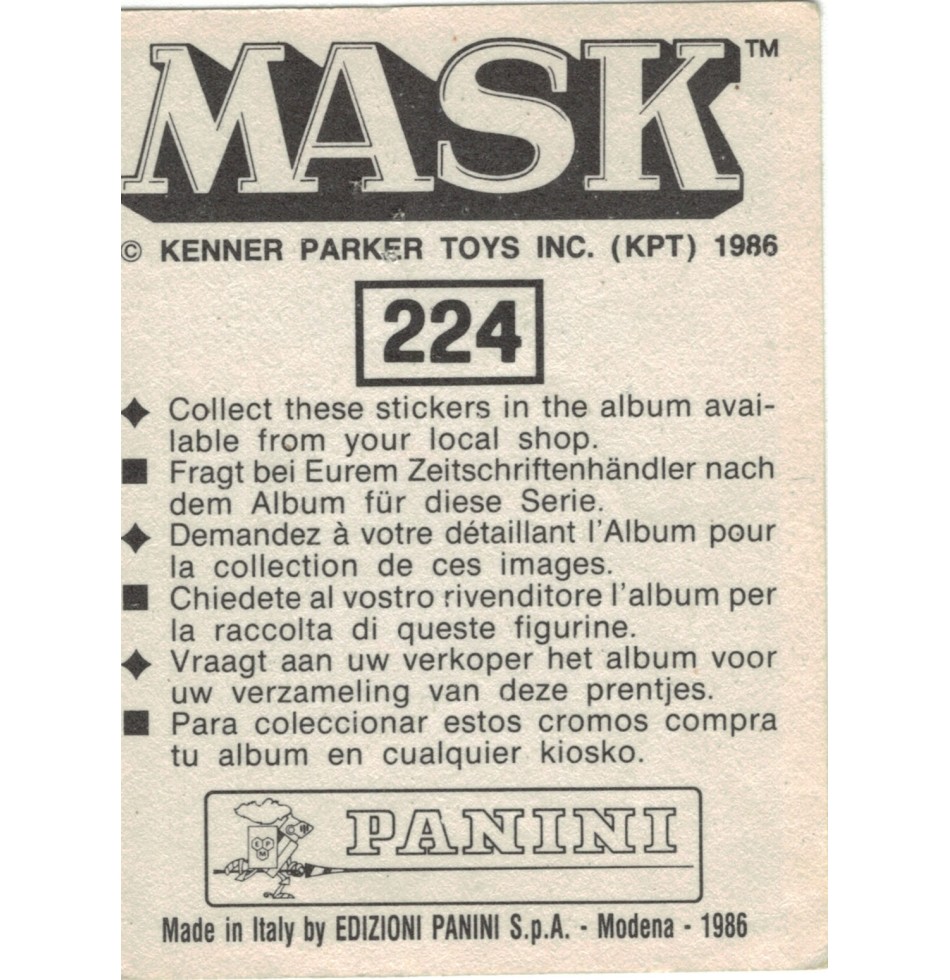 MASK™
© KENNER PARKER TOYS INC. (KPT) 1986
224
◆ Collect these stickers in the album avai-
lable from your local shop.
■ Fragt bei Eurem Zeitschriftenhändler nach
dem Album für diese Serie.
◆ Demandez à votre détaillant l'Album pour
la collection de ces images.
■ Chiedete al vostro rivenditore l'album per
la raccolta di queste figurine.
◆ Vraagt aan uw verkoper het album voor
uw verzameling van deze prentjes.
■ Para coleccionar estos cromos compra
tu album en cualquier kiosko.
PANINI
Made in Italy by EDIZIONI PANINI S.p.A. - Modena - 1986